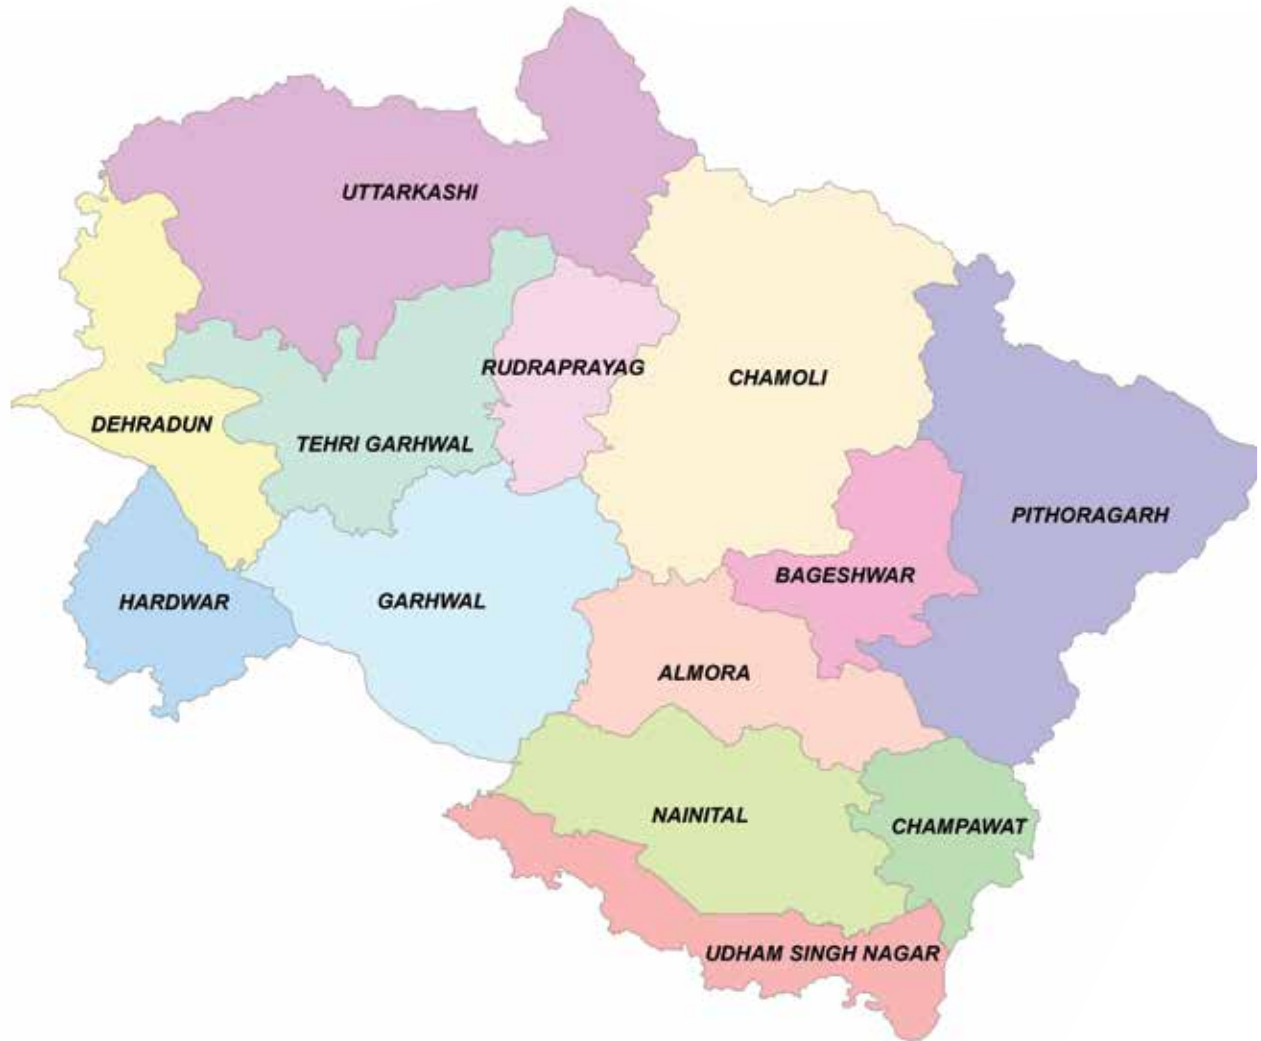 UTTARKASHI
RUDRAPRAYAG
CHAMOLI
DEHRADUN
TEHRI GARHWAL
PITHORAGARH
BAGESHWAR
HARDWAR
GARHWAL
ALMORA
NAINITAL
CHAMPAWAT
UDHAM SINGH NAGAR